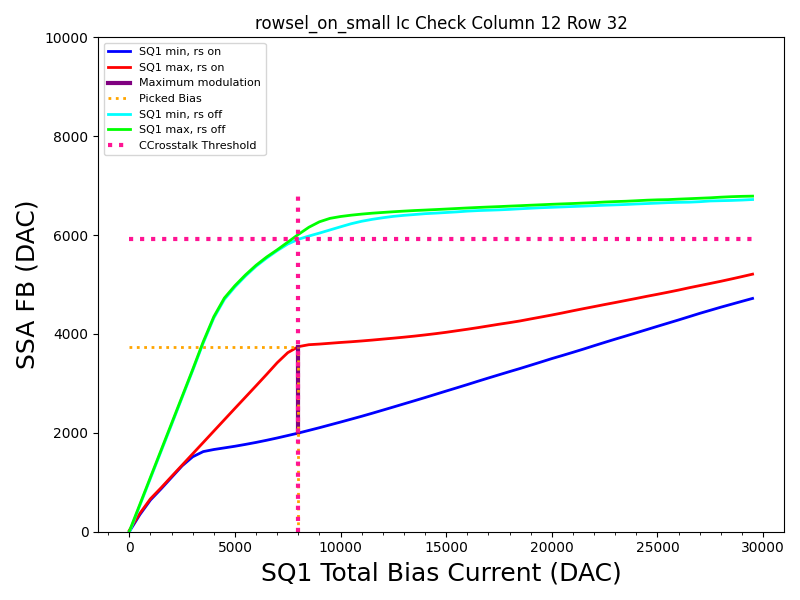 rowsel_on_small Ic Check Column 12 Row 32
SQ1 min, rs on
SQ1 max, rs on
Maximum modulation
Picked Bias
SQ1 min, rs off
SQ1 max, rs off
CCrosstalk Threshold
10000
8000
6000
4000
2000
0
SSA FB (DAC)
0 5000 10000 15000 20000 25000 30000
SQ1 Total Bias Current (DAC)